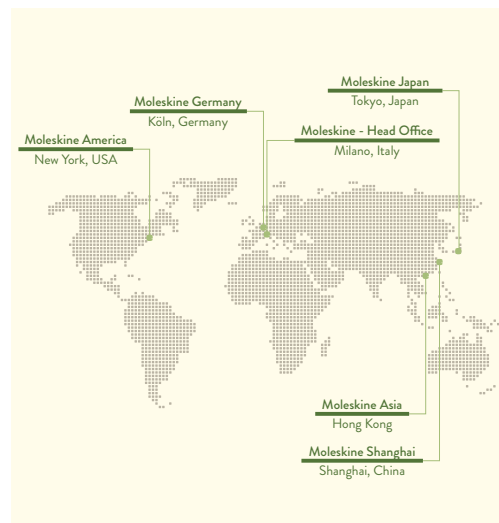 Moleskine Japan
Tokyo, Japan
Moleskine Germany
Köln, Germany
Moleskine - Head Office
Milano, Italy
Moleskine America
New York, USA
Moleskine Asia
Hong Kong
Moleskine Shanghai
Shanghai, China